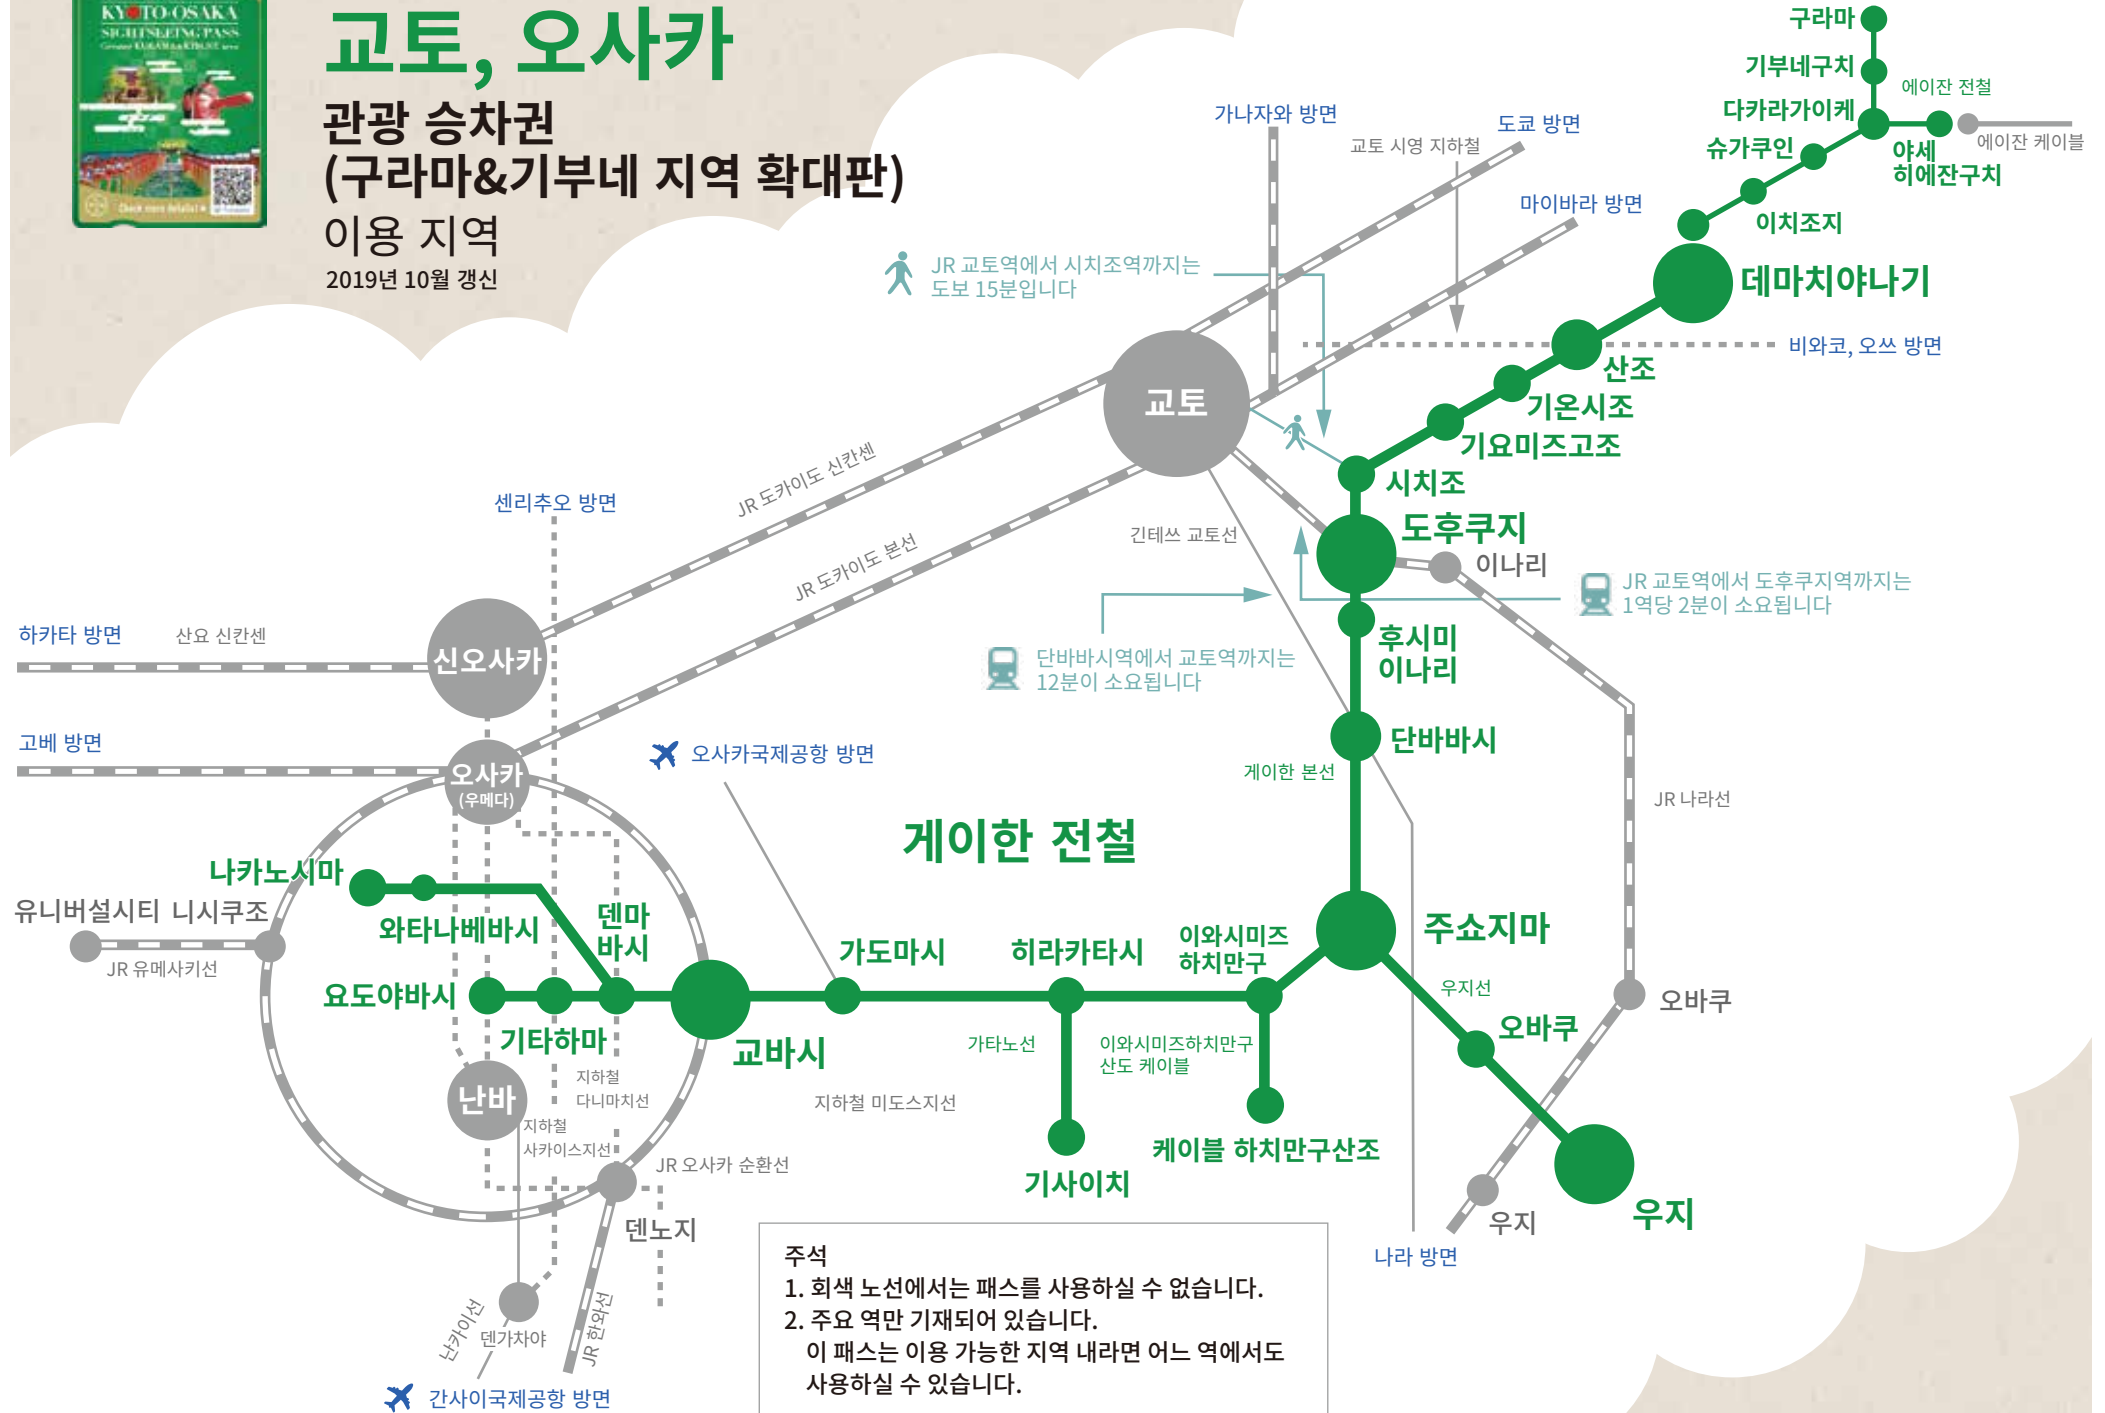 KYOTO-OSAKA
SIGHTSEEING PASS
교토, 오사카
관광 승차권
(구라마&기부네 지역 확대판)
이용 지역
2019년 10월 갱신
구라마
기부네구치
에이잔 전철
다카라가이케
에이잔 케이블
슈가쿠인
야세
히에잔구치
이치조지
데마치야나기
가나자와 방면
교토 시영 지하철
도쿄 방면
마이바라 방면
JR 교토역에서 시치조역까지는
도보 15분입니다
비와코, 오쓰 방면
산조
기온시조
기요미즈고조
시치조
교토
JR 도카이도 신칸센
JR 도카이도 본선
센리추오 방면
긴테쓰 교토선
도후쿠지
이나리
JR 교토역에서 도후쿠지역까지는
1역당 2분이 소요됩니다
하카타 방면
산요 신칸센
신오사카
후시미
이나리
단바바시역에서 교토역까지는
12분이 소요됩니다
고베 방면
오사카
(우메다)
오사카국제공항 방면
단바바시
게이한 본선
JR 나라선
게이한 전철
나카노시마
유니버설시티
니시쿠조
JR 유메사키선
와타나베바시
덴마
바시
가도마시
히라카타시
이와시미즈
하치만구
주쇼지마
요도야바시
기타하마
교바시
우지선
오바쿠
오바쿠
가타노선
이와시미즈하치만구
산도 케이블
난바
지하철
다니마치선
지하철 미도스지선
지하철
사카이스지선
JR 오사카 순환선
기사이치
케이블 하치만구산조
우지
우지
덴노지
나라 방면
난카이선
덴가차야
JR 한와선
간사이국제공항 방면
주석
1. 회색 노선에서는 패스를 사용하실 수 없습니다.
2. 주요 역만 기재되어 있습니다.
이 패스는 이용 가능한 지역 내라면 어느 역에서도
사용하실 수 있습니다.